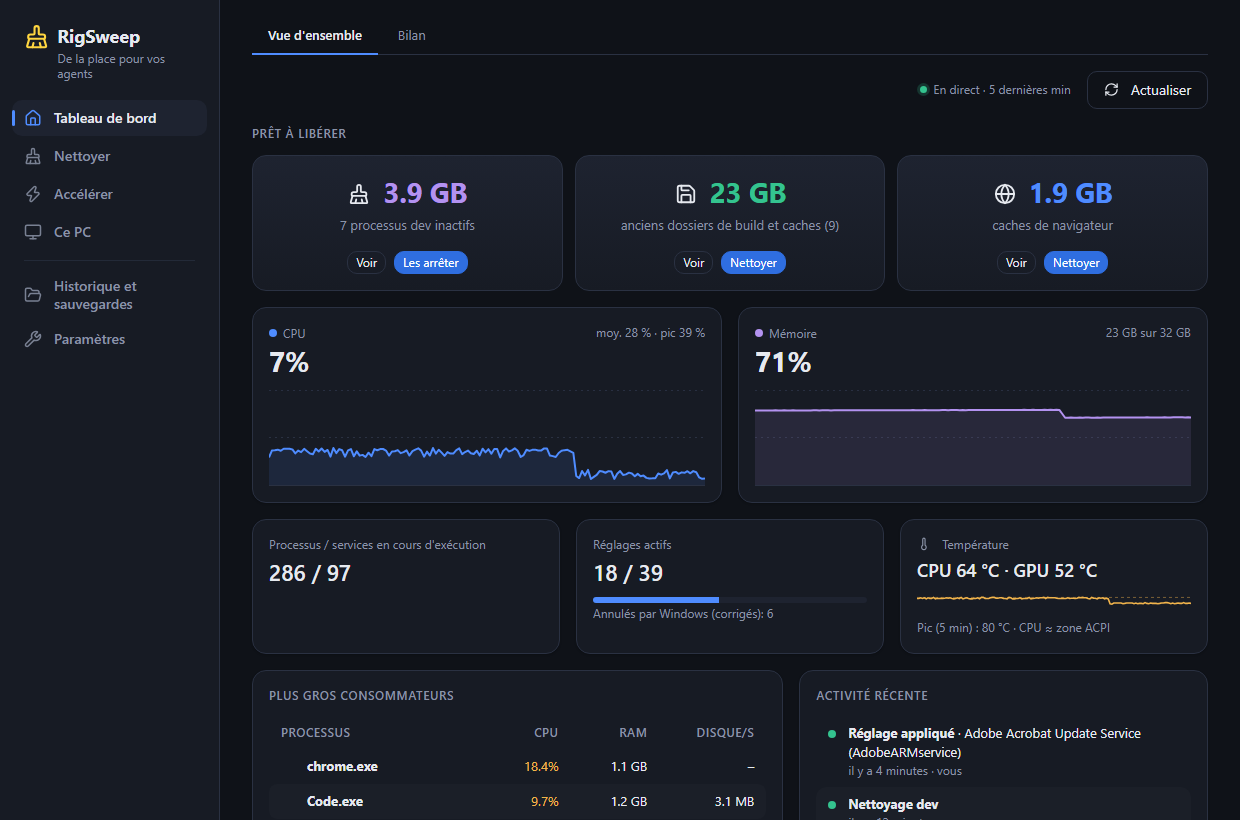 RigSweep
De la place pour vos
agents
Tableau de bord
Nettoyer
Accélérer
Ce PC
Historique et
sauvegardes
Paramètres
Vue d'ensemble
Bilan
En direct · 5 dernières min
Actualiser
PRÊT À LIBÉRER
3.9 GB
7 processus dev inactifs
Voir
Les arrêter
23 GB
anciens dossiers de build et caches (9)
Voir
Nettoyer
1.9 GB
caches de navigateur
Voir
Nettoyer
CPU
moy. 28 % · pic 39 %
7%
Mémoire
23 GB sur 32 GB
71%
Processus / services en cours d'exécution
286 / 97
Réglages actifs
18 / 39
Annulés par Windows (corrigés): 6
Température
CPU 64 °C · GPU 52 °C
Pic (5 min) : 80 °C · CPU ≈ zone ACPI
PLUS GROS CONSOMMATEURS
PROCESSUS CPU RAM DISQUE/S
chrome.exe 18.4% 1.1 GB –
Code.exe 9.7% 1.2 GB 3.1 MB
ACTIVITÉ RÉCENTE
Réglage appliqué · Adobe Acrobat Update Service
(AdobeARMservice)
il y a 4 minutes · vous
Nettoyage dev